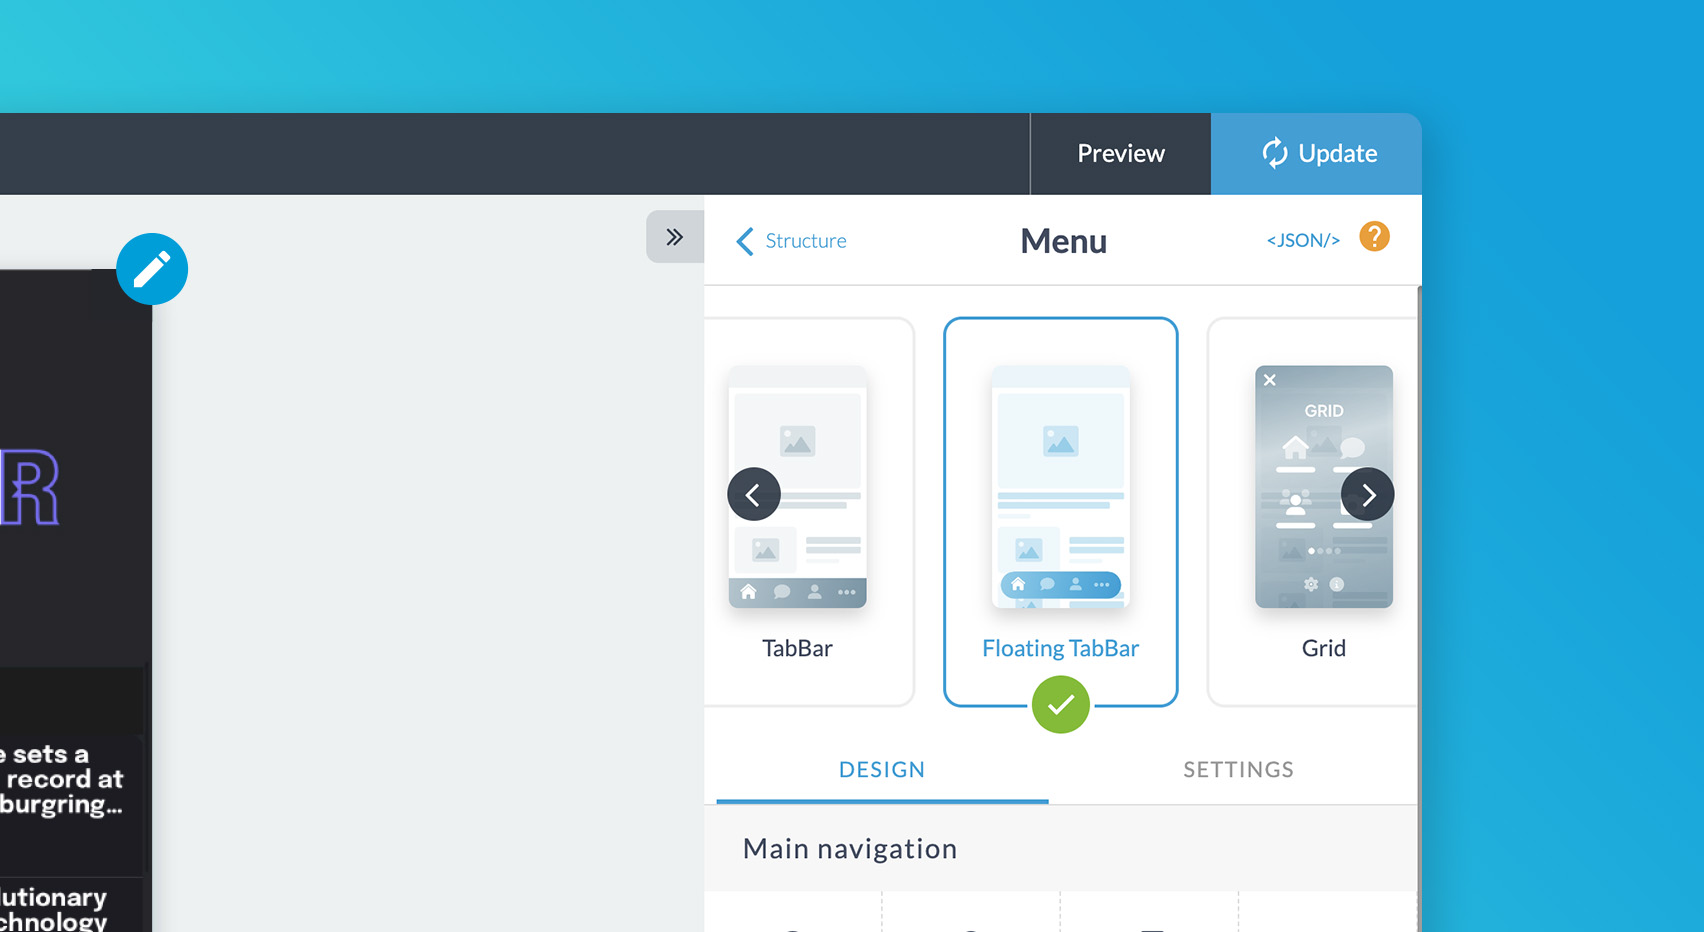 Preview
Update
Structure
Menu
<JSON/>
?
R
GRID
TabBar
Floating TabBar
Grid
DESIGN
SETTINGS
Main navigation
e sets a
record at
burgring...
lutionary
chnology